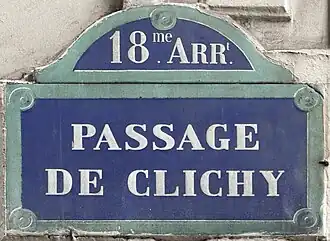 18me. ARRt.
PASSAGE
DE CLICHY